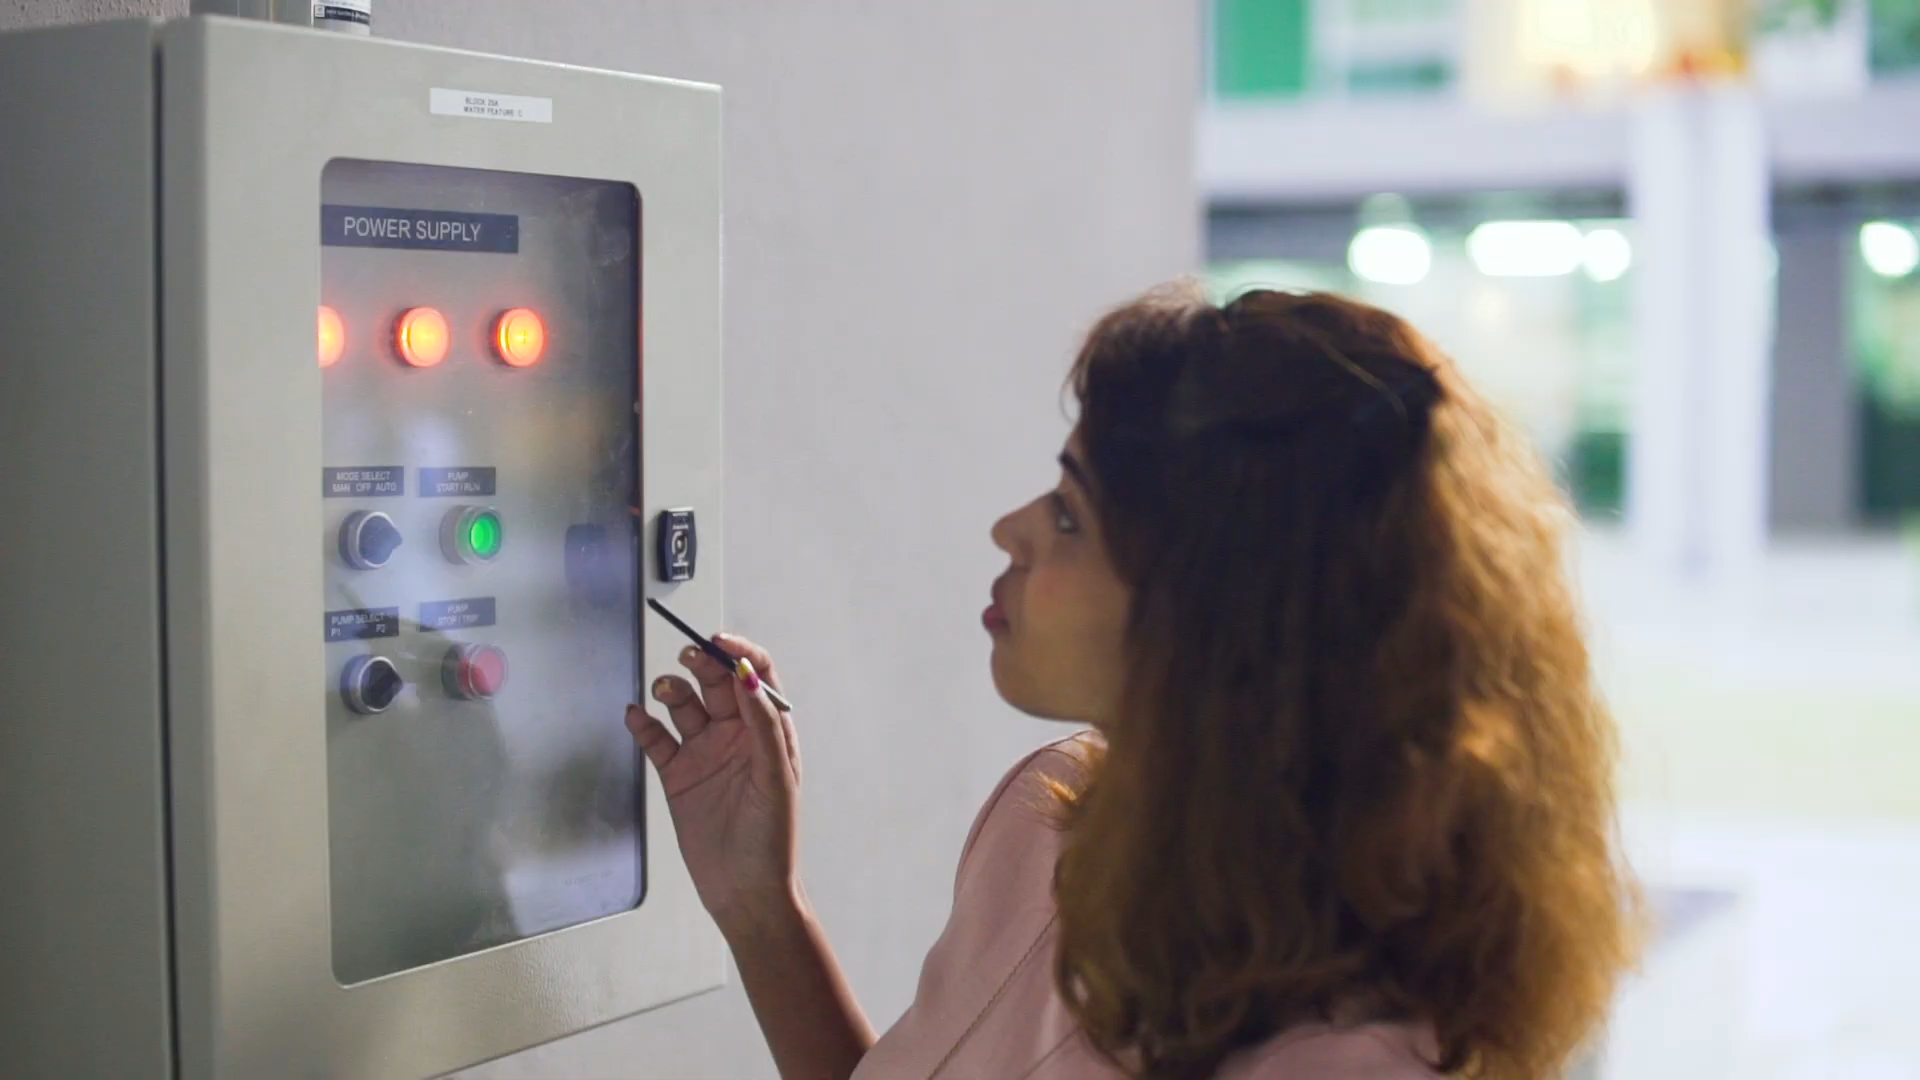 BLOCK 25A
WATER FEATURE C
POWER SUPPLY
MODE SELECT
MAN OFF AUTO
PUMP
START / RUN
PUMP SELECT
P1 P2
PUMP
STOP / TRIP